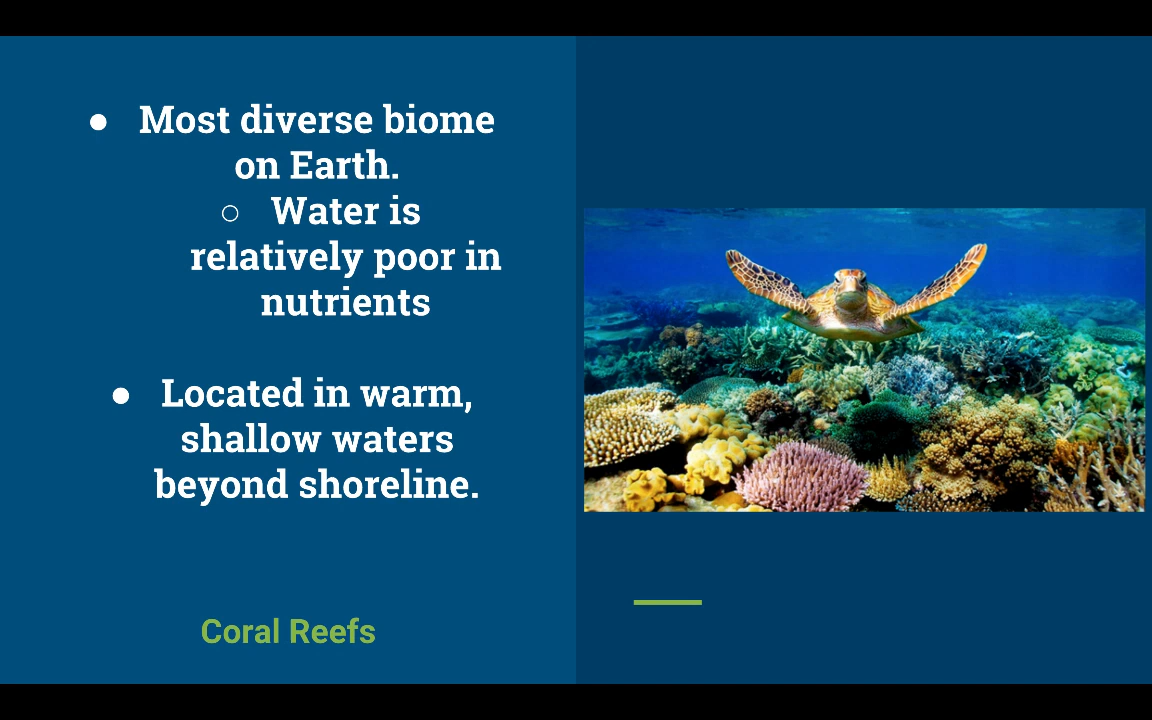 ● Most diverse biome
on Earth.
○ Water is
relatively poor in
nutrients
● Located in warm,
shallow waters
beyond shoreline.
Coral Reefs